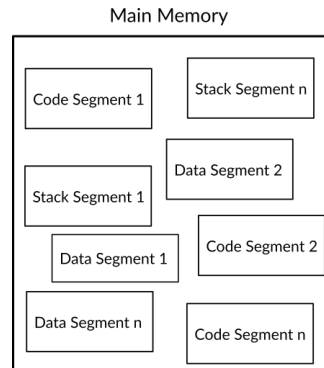 Main Memory
Code Segment 1
Stack Segment n
Data Segment 2
Stack Segment 1
Code Segment 2
Data Segment 1
Data Segment n
Code Segment n